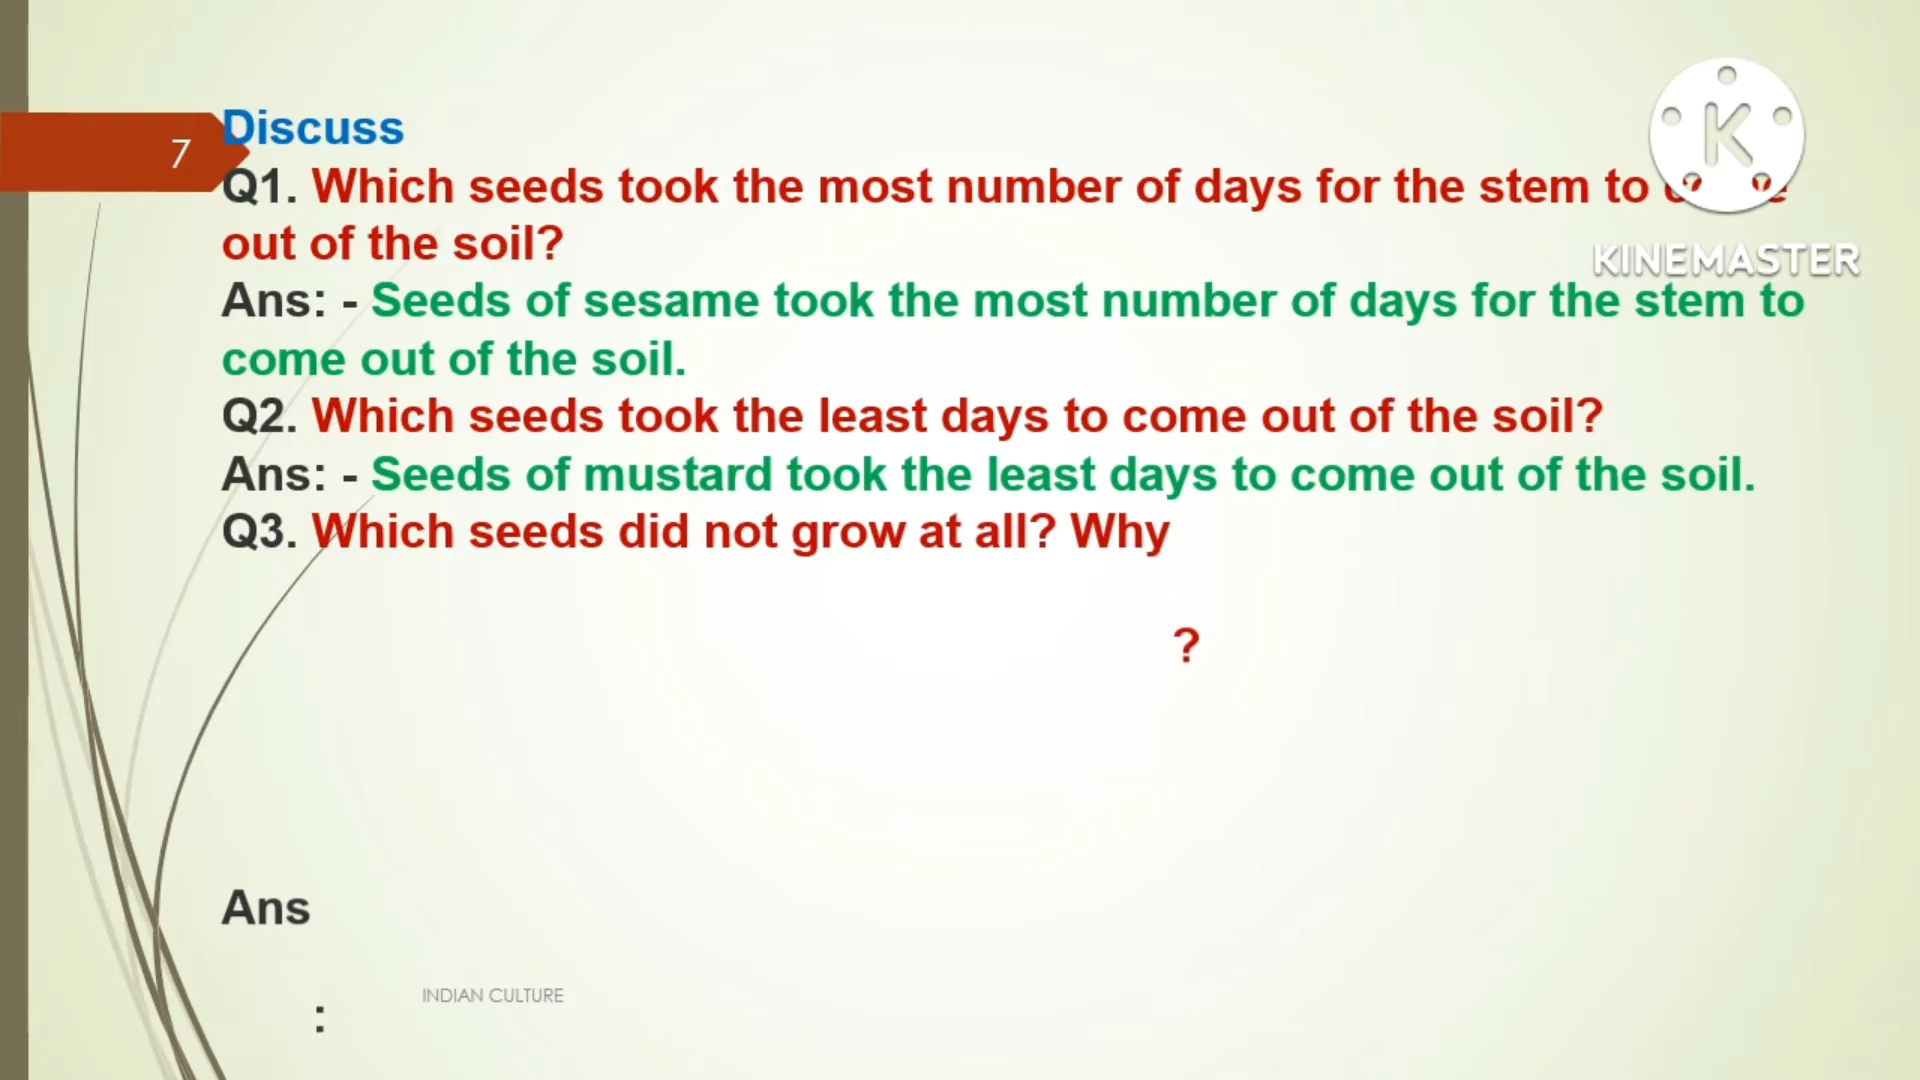 7
Discuss
Q1. Which seeds took the most number of days for the stem to come
out of the soil?
KINEMASTER
Ans: - Seeds of sesame took the most number of days for the stem to
come out of the soil.
Q2. Which seeds took the least days to come out of the soil?
Ans: - Seeds of mustard took the least days to come out of the soil.
Q3. Which seeds did not grow at all? Why
?
Ans
:
INDIAN CULTURE